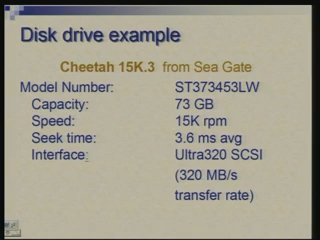 Disk drive example
Cheetah 15K.3 from Sea Gate
Model Number: ST373453LW
Capacity: 73 GB
Speed: 15K rpm
Seek time: 3.6 ms avg
Interface: Ultra320 SCSI
(320 MB/s
transfer rate)